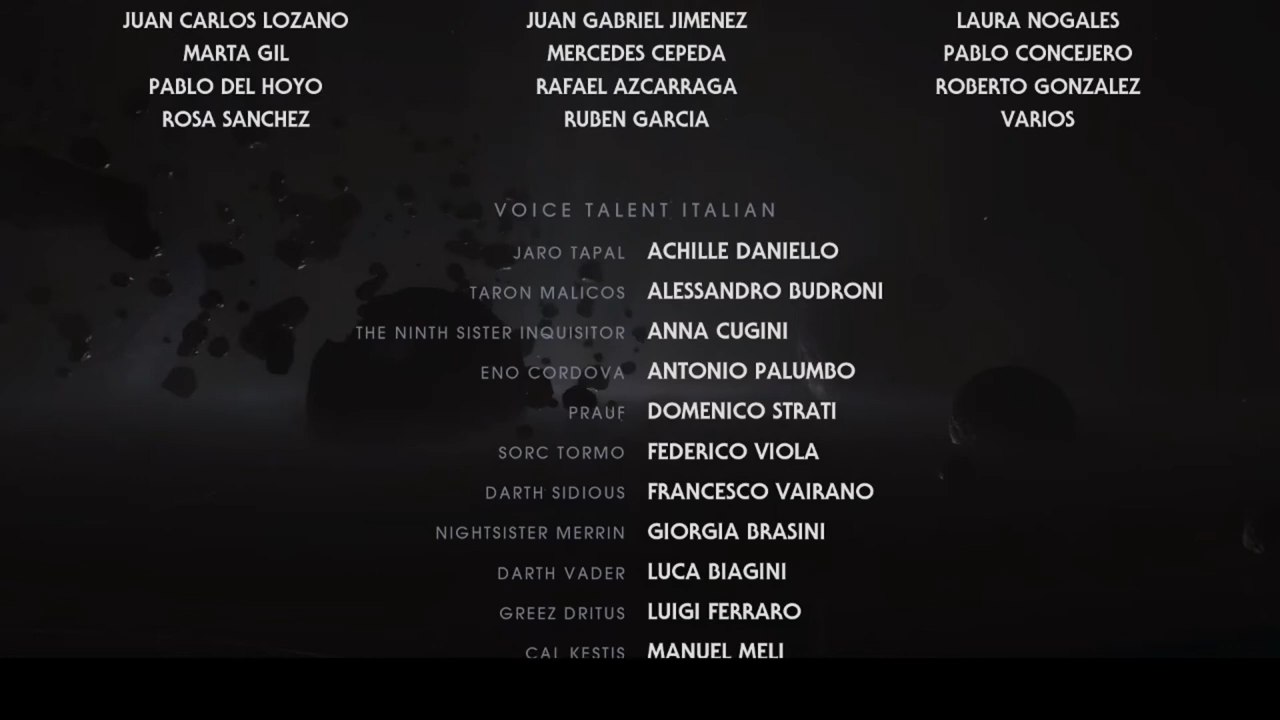 JUAN CARLOS LOZANO JUAN GABRIEL JIMENEZ LAURA NOGALES
MARTA GIL MERCEDES CEPEDA PABLO CONCEJERO
PABLO DEL HOYO RAFAEL AZCARRAGA ROBERTO GONZALEZ
ROSA SANCHEZ RUBEN GARCIA VARIOS
VOICE TALENT ITALIAN
JARO TAPAL ACHILLE DANIELLO
TARON MALICOS ALESSANDRO BUDRONI
THE NINTH SISTER INQUISITOR ANNA CUGINI
ENO CORDOVA ANTONIO PALUMBO
PRAUF DOMENICO STRATI
SORC TORMO FEDERICO VIOLA
DARTH SIDIOUS FRANCESCO VAIRANO
NIGHTSISTER MERRIN GIORGIA BRASINI
DARTH VADER LUCA BIAGINI
GREEZ DRITUS LUIGI FERRARO
CAL KESTIS MANUEL MELI